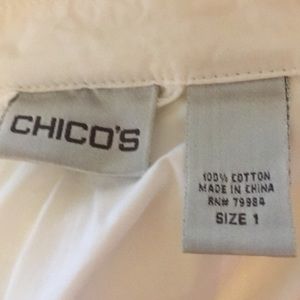 CHICO'S
100% COTTON
MADE IN CHINA
RN# 79984
SIZE 1